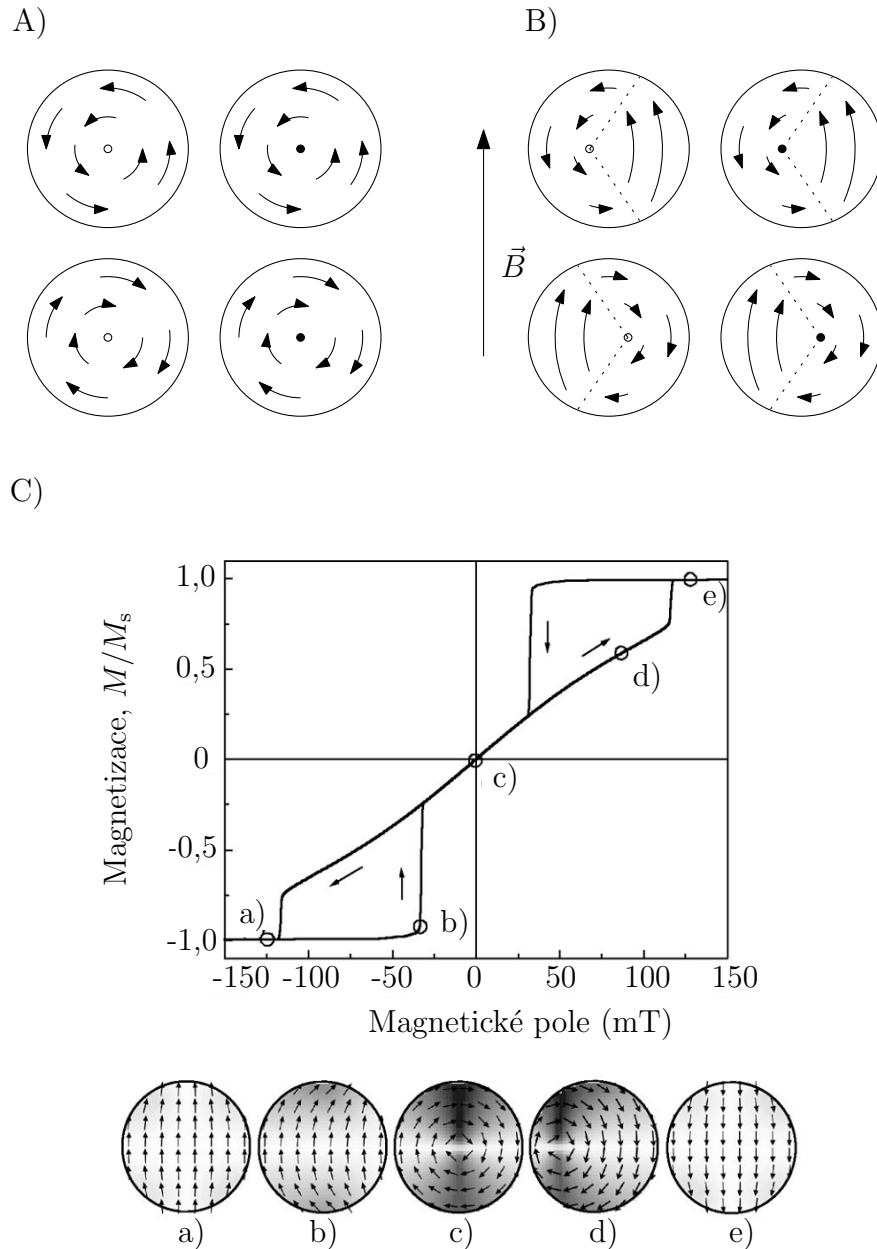 A)
B)
B⃗
C)
Magnetizace, M/Mₛ
1,0
0,5
0
-0,5
-1,0
e)
d)
c)
a)
b)
-150 -100 -50 0 50 100 150
Magnetické pole (mT)
a) b) c) d) e)